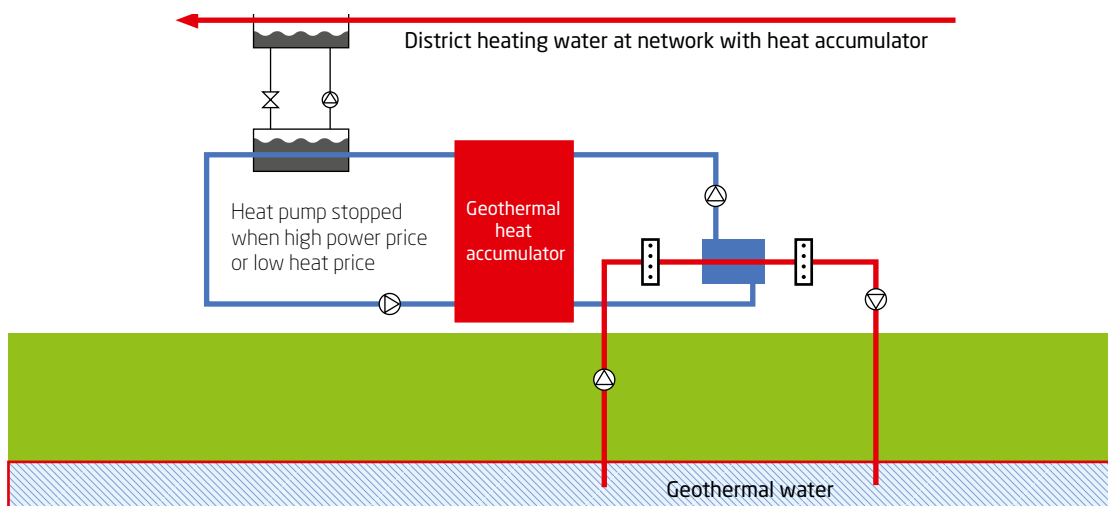 District heating water at network with heat accumulator
Heat pump stopped
when high power price
or low heat price
Geothermal
heat
accumulator
Geothermal water